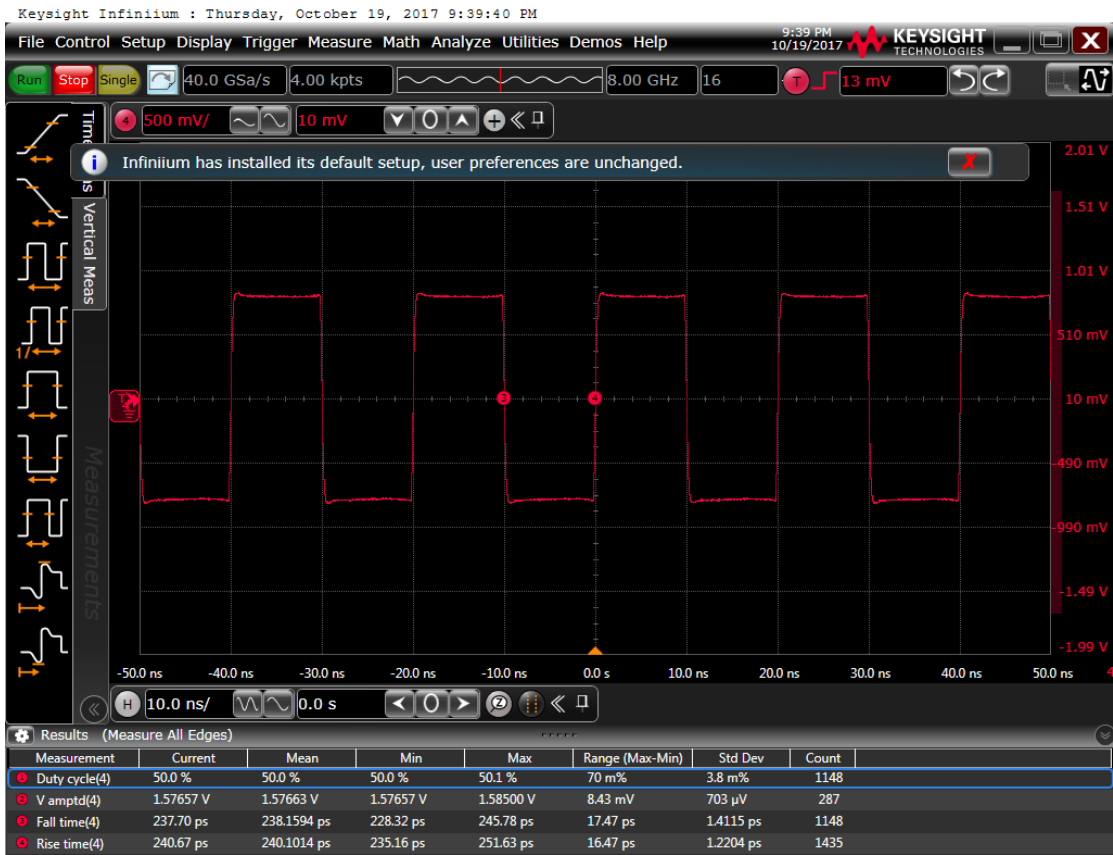 Keysight Infiniium : Thursday, October 19, 2017 9:39:40 PM
File Control Setup Display Trigger Measure Math Analyze Utilities Demos Help
9:39 PM
10/19/2017
KEYSIGHT
TECHNOLOGIES
X
Run Stop Single 40.0 GSa/s 4.00 kpts 8.00 GHz 16 T 13 mV
4 500 mV/ 10 mV 0
i Infiniium has installed its default setup, user preferences are unchanged. X
Vertical Meas
Measurements
1/
2.01 V
1.51 V
1.01 V
510 mV
T 3 4 10 mV
-490 mV
-990 mV
-1.49 V
-1.99 V
-50.0 ns -40.0 ns -30.0 ns -20.0 ns -10.0 ns 0.0 s 10.0 ns 20.0 ns 30.0 ns 40.0 ns 50.0 ns 4
H 10.0 ns/ 0.0 s 0 Z
Results (Measure All Edges)
Measurement Current Mean Min Max Range (Max-Min) Std Dev Count
1 Duty cycle(4) 50.0 % 50.0 % 50.0 % 50.1 % 70 m% 3.8 m% 1148
2 V amptd(4) 1.57657 V 1.57663 V 1.57657 V 1.58500 V 8.43 mV 703 µV 287
3 Fall time(4) 237.70 ps 238.1594 ps 228.32 ps 245.78 ps 17.47 ps 1.4115 ps 1148
4 Rise time(4) 240.67 ps 240.1014 ps 235.16 ps 251.63 ps 16.47 ps 1.2204 ps 1435